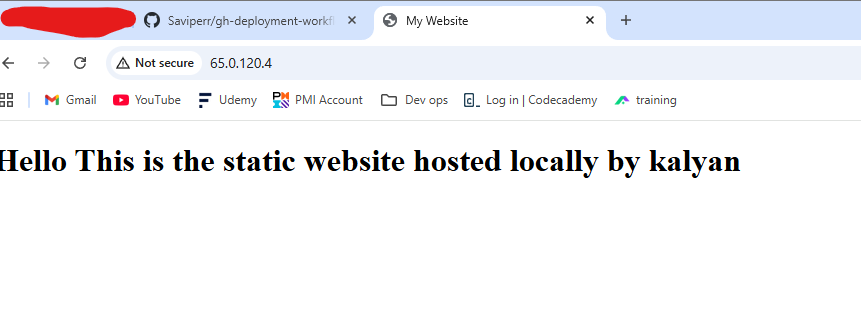 Saviperr/gh-deployment-workfl
My Website
Not secure 65.0.120.4
Gmail YouTube Udemy PMI Account Dev ops Log in | Codecademy training
Hello This is the static website hosted locally by kalyan